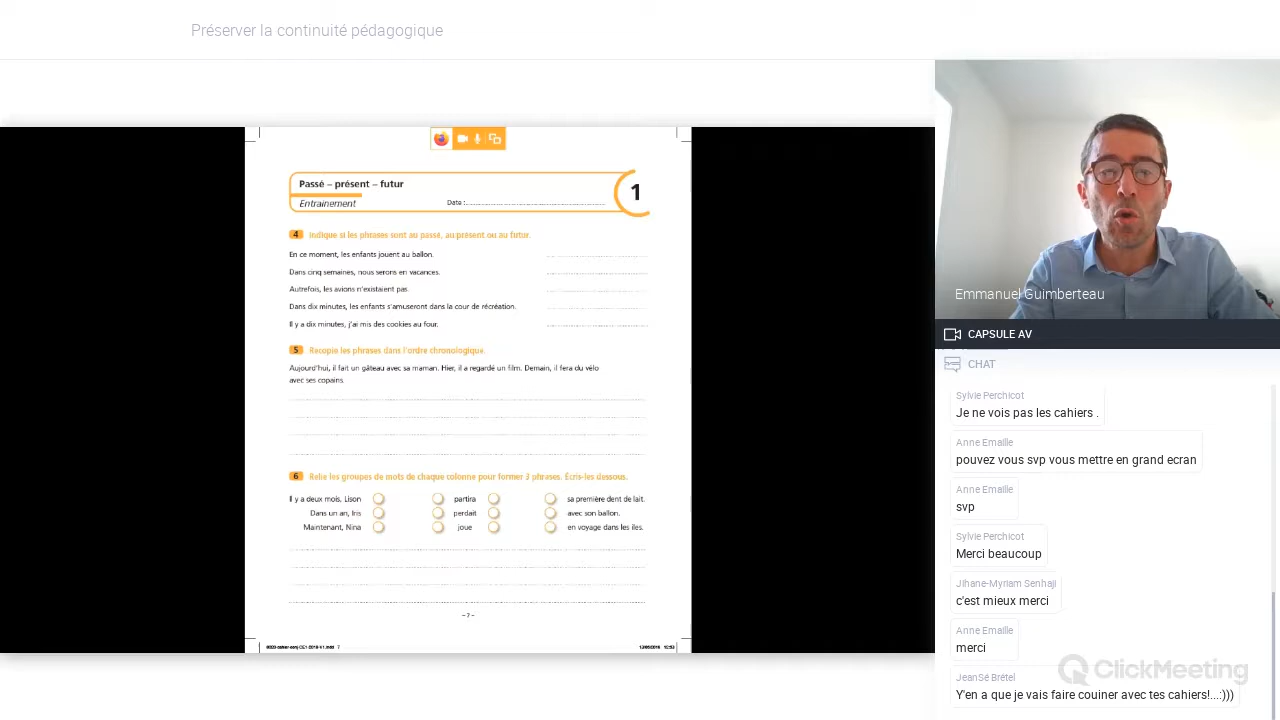 Préserver la continuité pédagogique
Passé – présent – futur
1
Entraînement
Date :
4 Indique si les phrases sont au passé, au présent ou au futur.
En ce moment, les enfants jouent au ballon.
Dans cinq semaines, nous serons en vacances.
Autrefois, les avions n'existaient pas.
Dans dix minutes, les enfants s'amuseront dans la cour de récréation.
Il y a dix minutes, j'ai mis des cookies au four.
5 Recopie les phrases dans l'ordre chronologique.
Aujourd'hui, il fait un gâteau avec sa maman. Hier, il a regardé un film. Demain, il fera du vélo
avec ses copains.
6 Relie les groupes de mots de chaque colonne pour former 3 phrases. Écris-les dessous.
Il y a deux mois, Lison partira sa première dent de lait.
Dans un an, Iris perdait avec son ballon.
Maintenant, Nina joue en voyage dans les îles.
– 7 –
Emmanuel Guimberteau
CAPSULE AV
CHAT
Sylvie Perchicot
Je ne vois pas les cahiers .
Anne Emaille
pouvez vous svp vous mettre en grand ecran
Anne Emaille
svp
Sylvie Perchicot
Merci beaucoup
Jihane-Myriam Senhaji
c'est mieux merci
Anne Emaille
merci
JeanSé Brétel
Y'en a que je vais faire couiner avec tes cahiers!...:)))
ClickMeeting